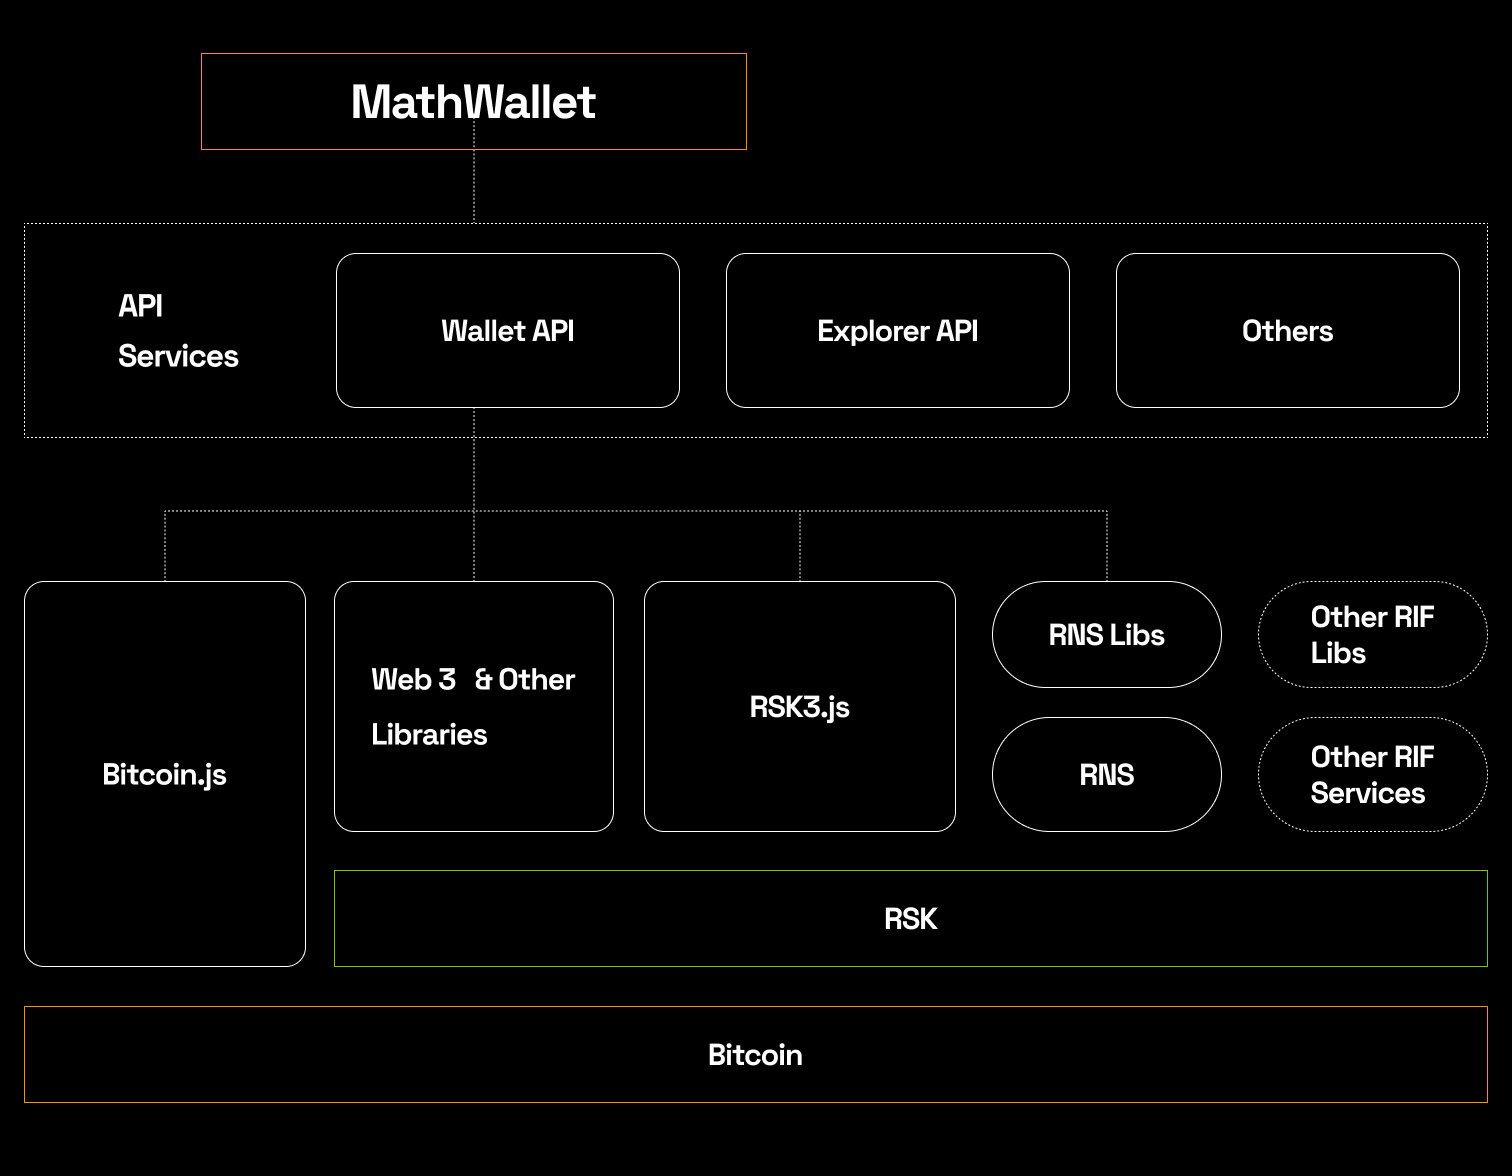 MathWallet
API
Services
Wallet API
Explorer API
Others
Bitcoin.js
Web 3 & Other
Libraries
RSK3.js
RNS Libs
Other RIF
Libs
RNS
Other RIF
Services
RSK
Bitcoin